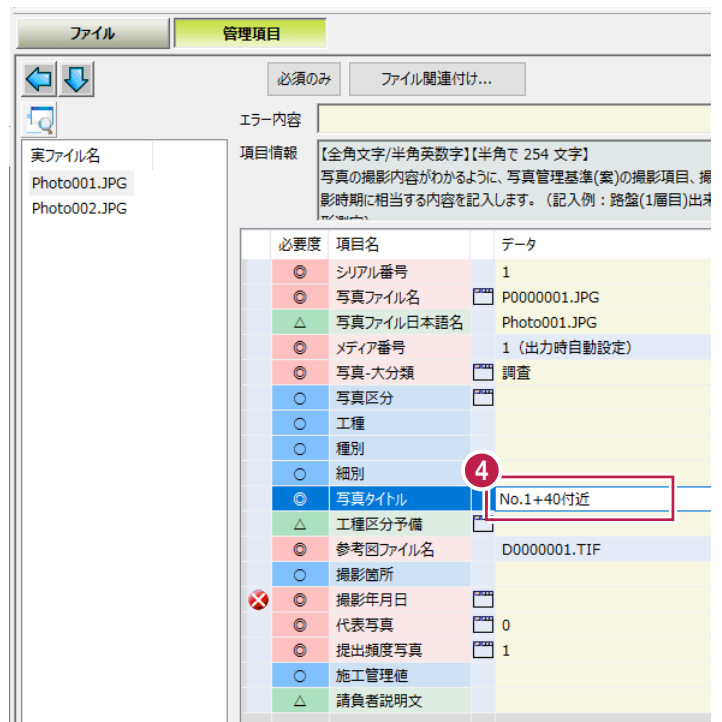 ファイル
管理項目
必須のみ
ファイル関連付け...
エラー内容
実ファイル名
Photo001.JPG
Photo002.JPG
項目情報
【全角文字/半角英数字】【半角で 254 文字】
写真の撮影内容がわかるように、写真管理基準(案)の撮影項目、撮
影時期に相当する内容を記入します。（記入例：路盤(1層目)出来
必要度 項目名 データ
◎ シリアル番号 1
◎ 写真ファイル名 P0000001.JPG
△ 写真ファイル日本語名 Photo001.JPG
◎ メディア番号 1（出力時自動設定）
◎ 写真-大分類 調査
○ 写真区分
○ 工種
○ 種別
○ 細別
4
◎ 写真タイトル No.1+40付近
△ 工種区分予備
◎ 参考図ファイル名 D0000001.TIF
○ 撮影箇所
◎ 撮影年月日
◎ 代表写真 0
◎ 提出頻度写真 1
○ 施工管理値
△ 請負者説明文